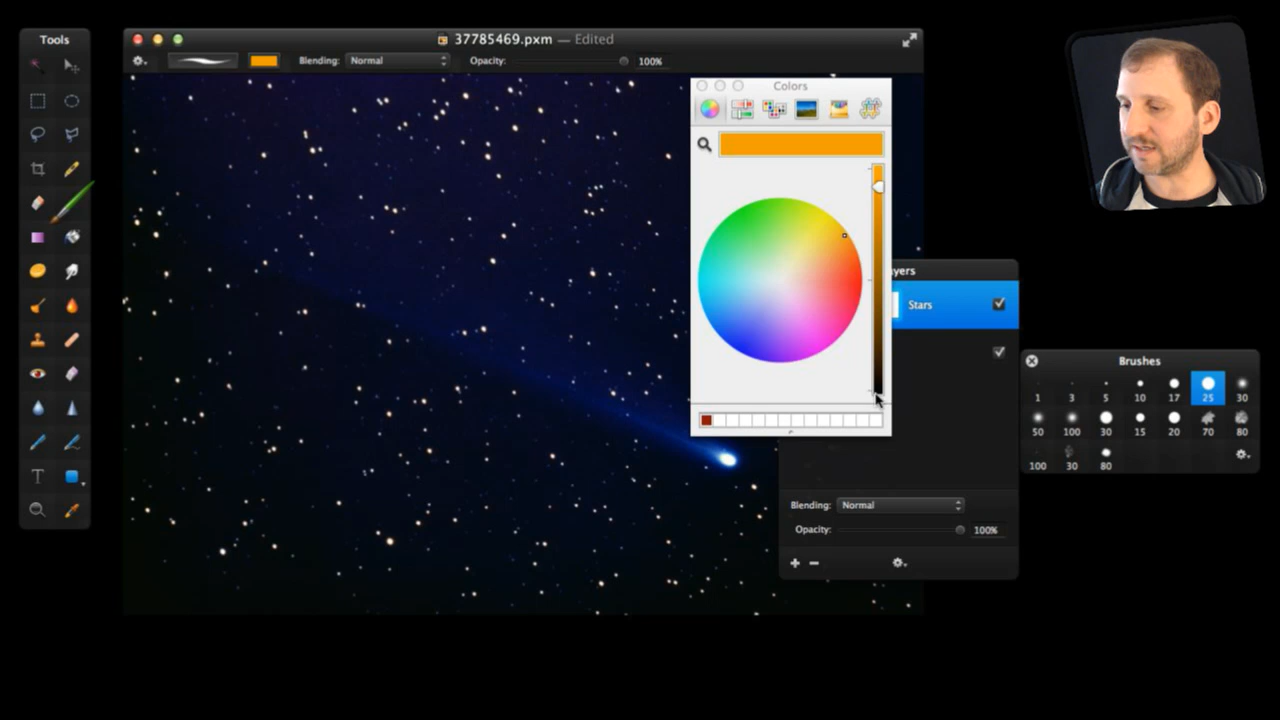 Tools
37785469.pxm — Edited
Blending: Normal Opacity: 100%
Colors
yers
Stars
Brushes
1 3 5 10 17 25 30
50 100 30 15 20 70 80
100 30 80
Blending: Normal
Opacity: 100%
T